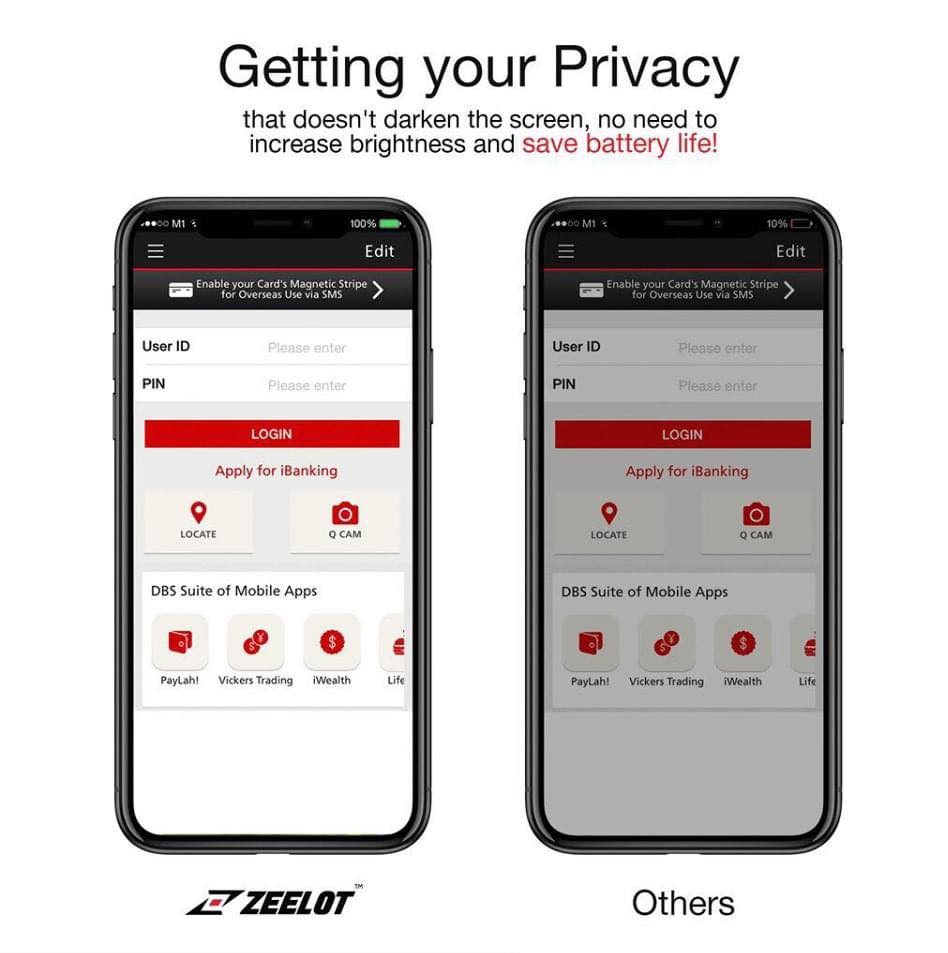 Getting your Privacy
that doesn't darken the screen, no need to
increase brightness and save battery life!
M1 100%
Edit
Enable your Card's Magnetic Stripe
for Overseas Use via SMS
User ID Please enter
PIN Please enter
LOGIN
Apply for iBanking
LOCATE Q CAM
DBS Suite of Mobile Apps
PayLah! Vickers Trading iWealth Life
ZEELOT™
M1 10%
Edit
Enable your Card's Magnetic Stripe
for Overseas Use via SMS
User ID Please enter
PIN Please enter
LOGIN
Apply for iBanking
LOCATE Q CAM
DBS Suite of Mobile Apps
PayLah! Vickers Trading iWealth Life
Others